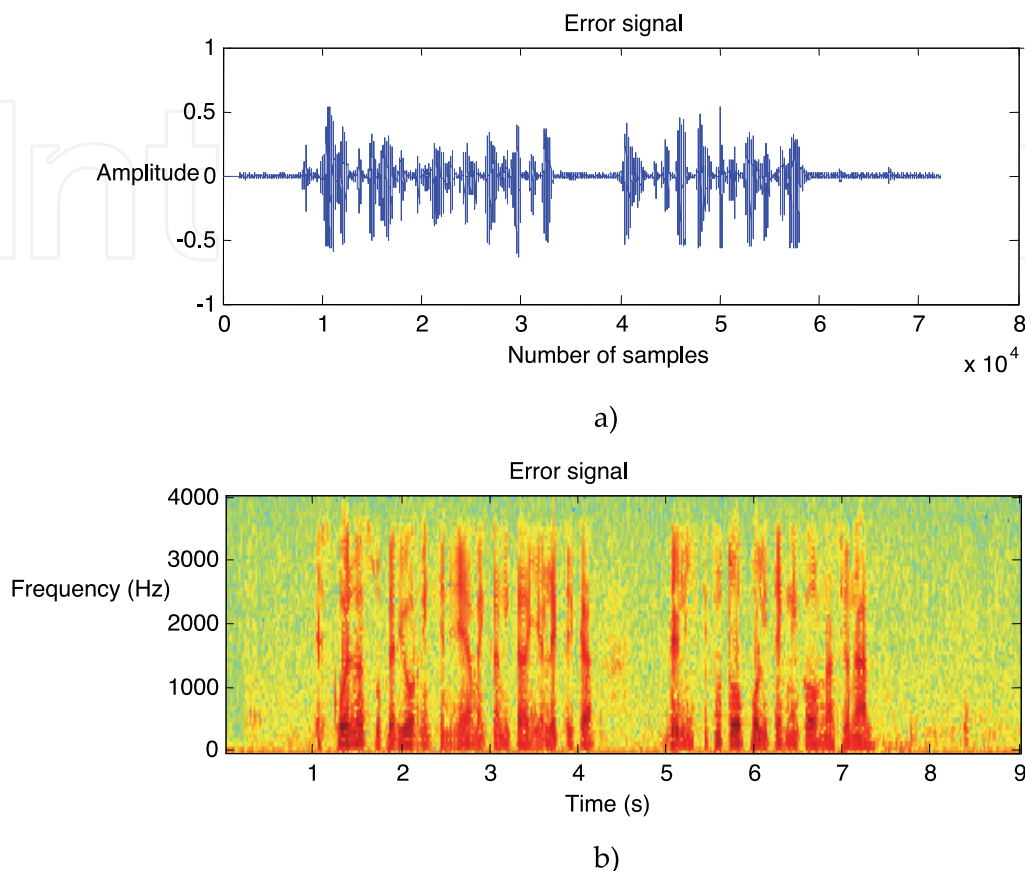 Error signal
1
0.5
Amplitude 0
-0.5
-1
0 1 2 3 4 5 6 7 8
Number of samples
x 10^4
a)
Error signal
4000
3000
Frequency (Hz)
2000
1000
0
1 2 3 4 5 6 7 8 9
Time (s)
b)
Int